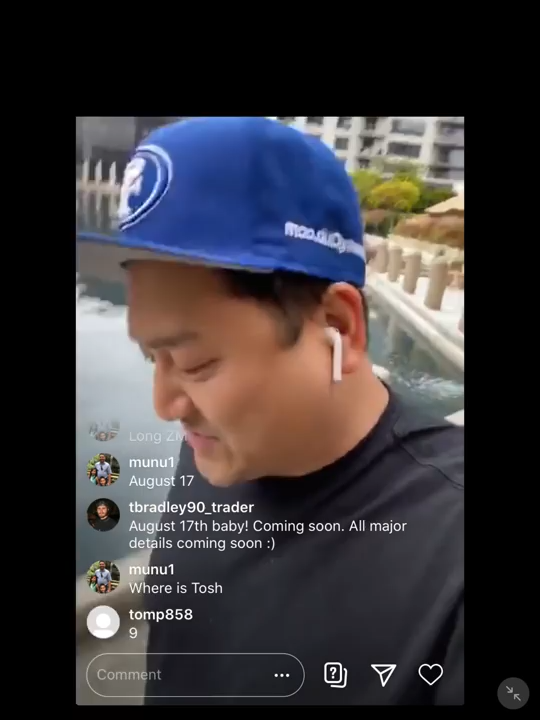 Long ZM
munu1
August 17
tbradley90_trader
August 17th baby! Coming soon. All major
details coming soon :)
munu1
Where is Tosh
tomp858
9
Comment